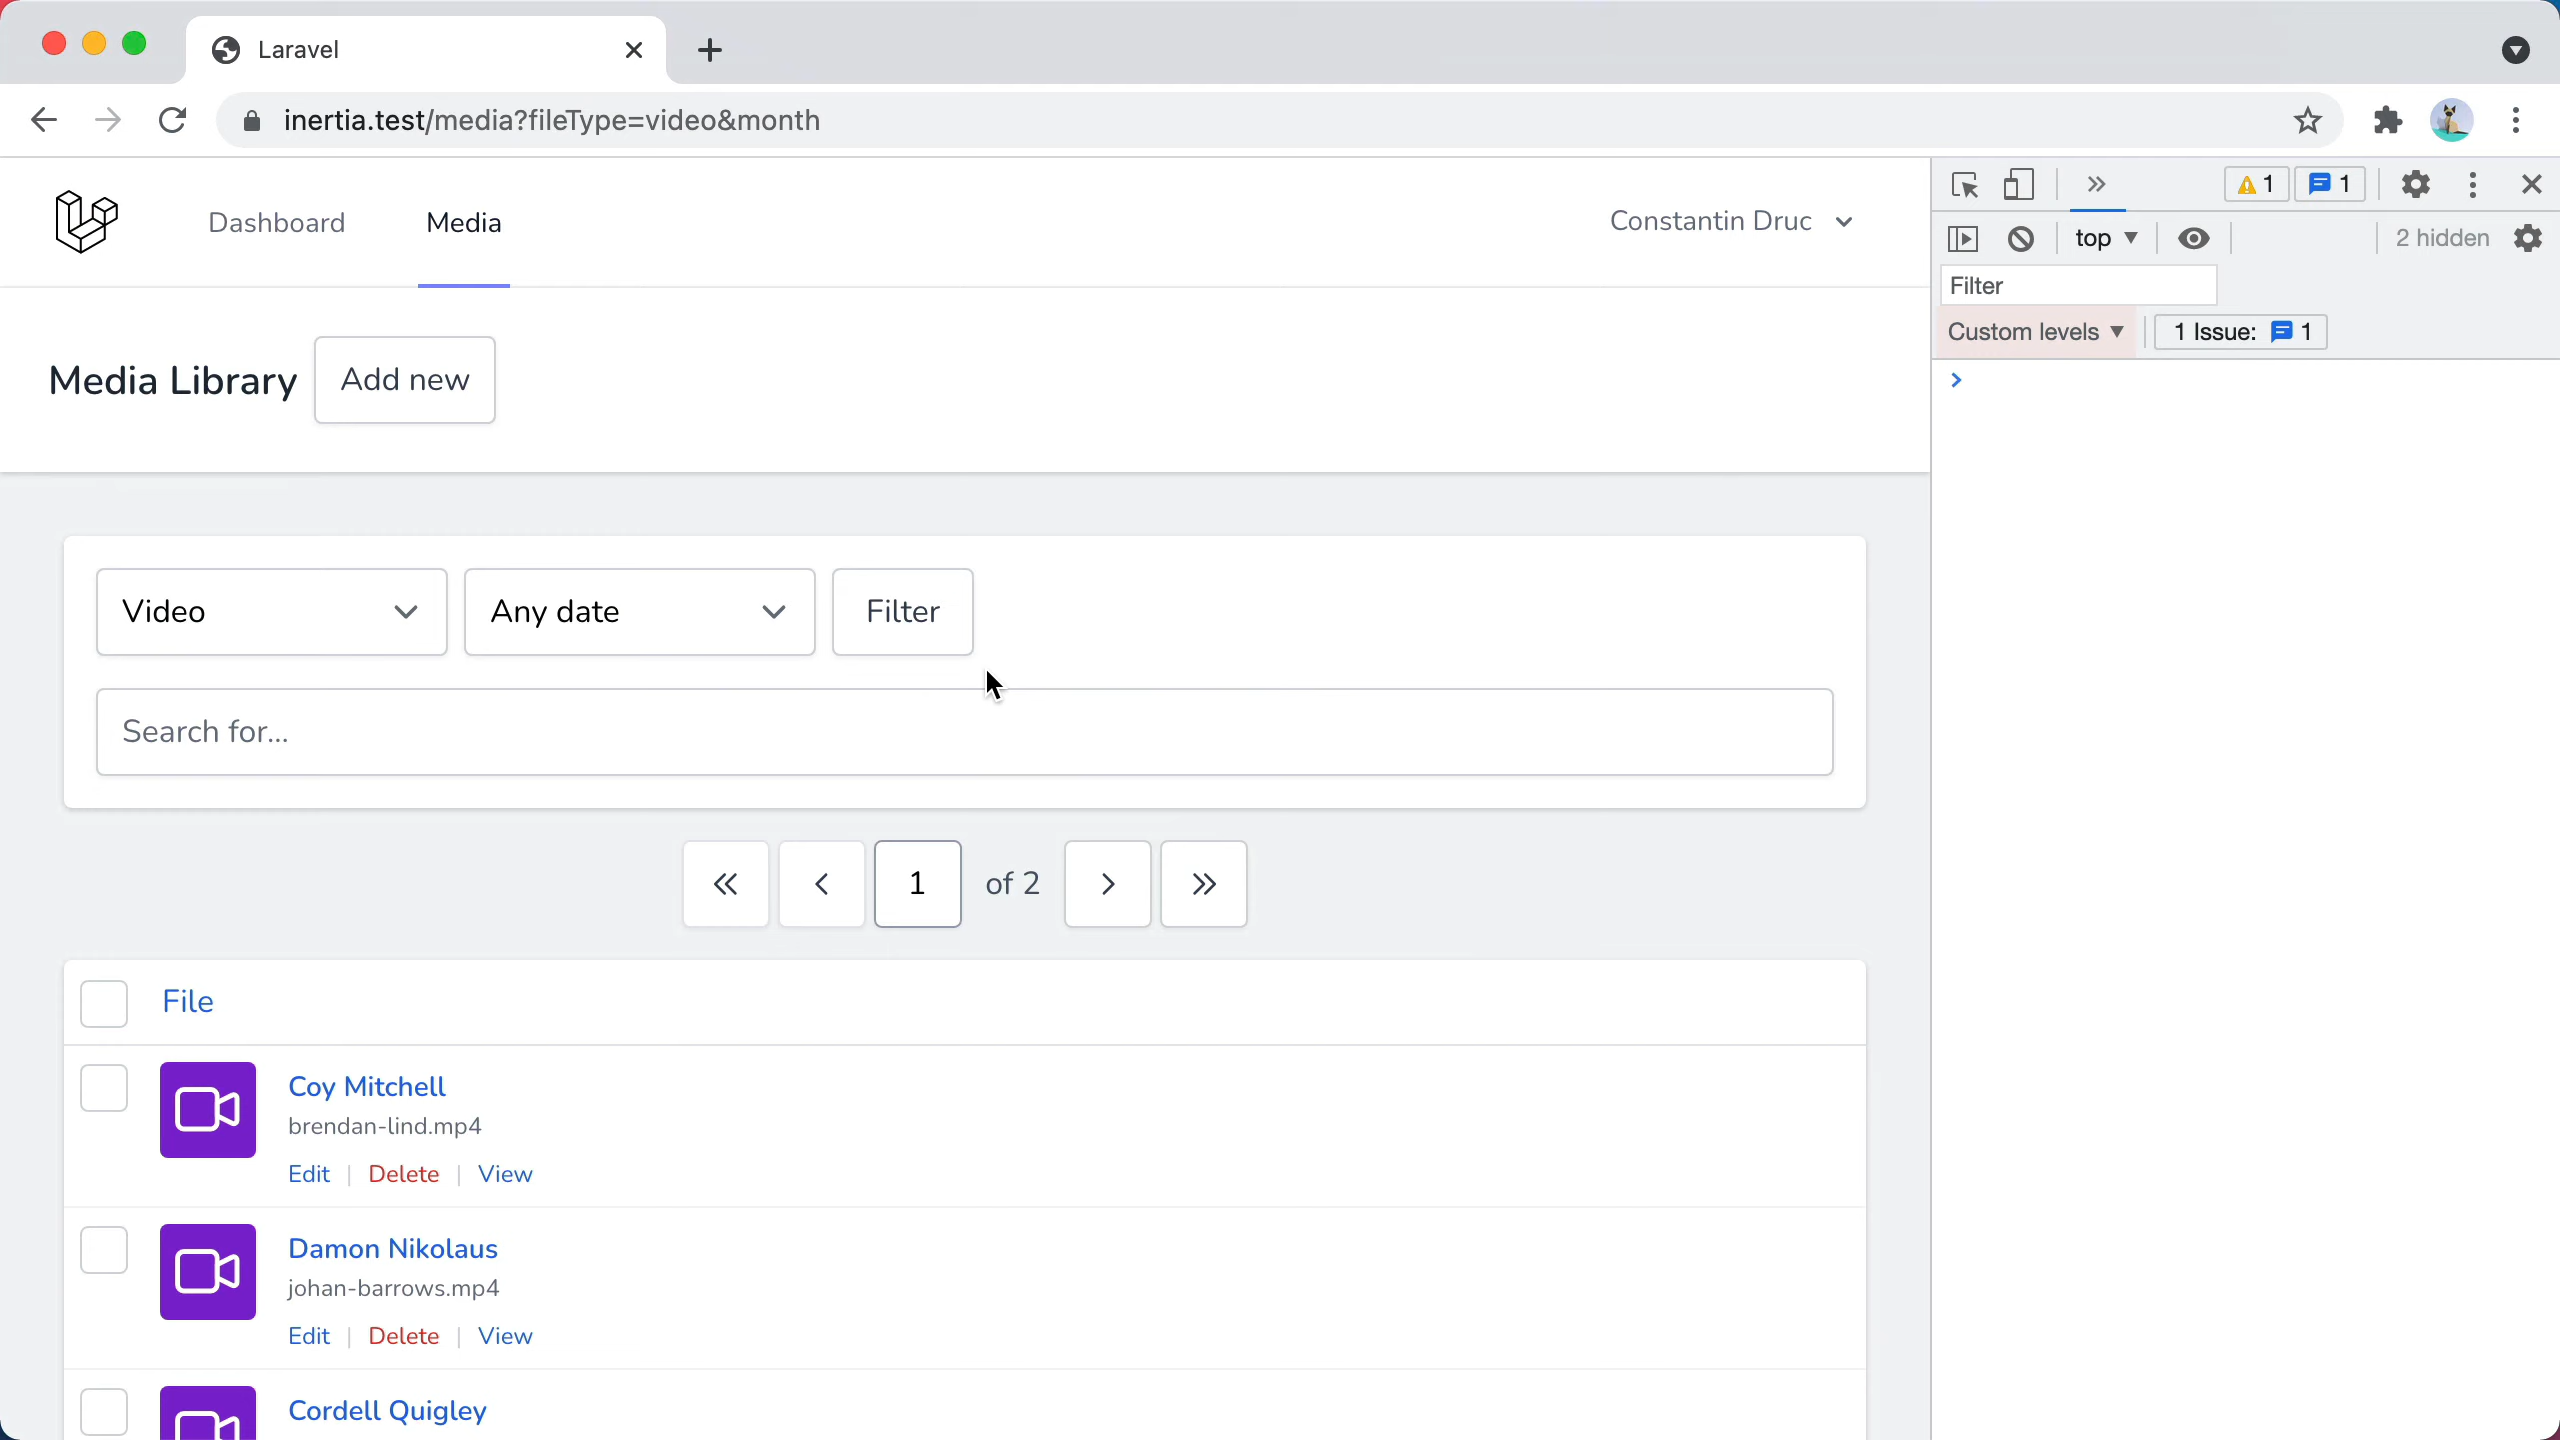 Laravel
inertia.test/media?fileType=video&month
Dashboard
Media
Constantin Druc
1
1
top
2 hidden
Filter
Custom levels
1 Issue:
1
Media Library
Add new
Video
Any date
Filter
Search for...
1
of 2
File
Coy Mitchell
brendan-lind.mp4
Edit | Delete | View
Damon Nikolaus
johan-barrows.mp4
Edit | Delete | View
Cordell Quigley